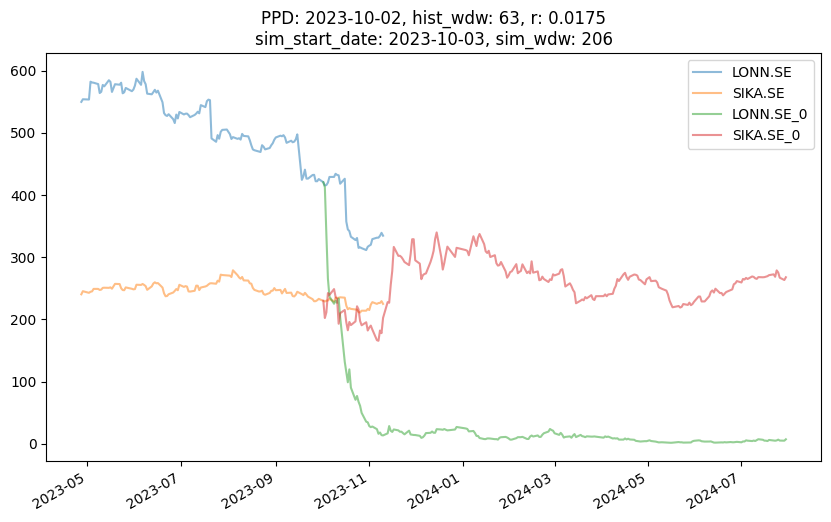 PPD: 2023-10-02, hist_wdw: 63, r: 0.0175
sim_start_date: 2023-10-03, sim_wdw: 206
LONN.SE
SIKA.SE
LONN.SE_0
SIKA.SE_0
600
500
400
300
200
100
0
2023-05
2023-07
2023-09
2023-11
2024-01
2024-03
2024-05
2024-07